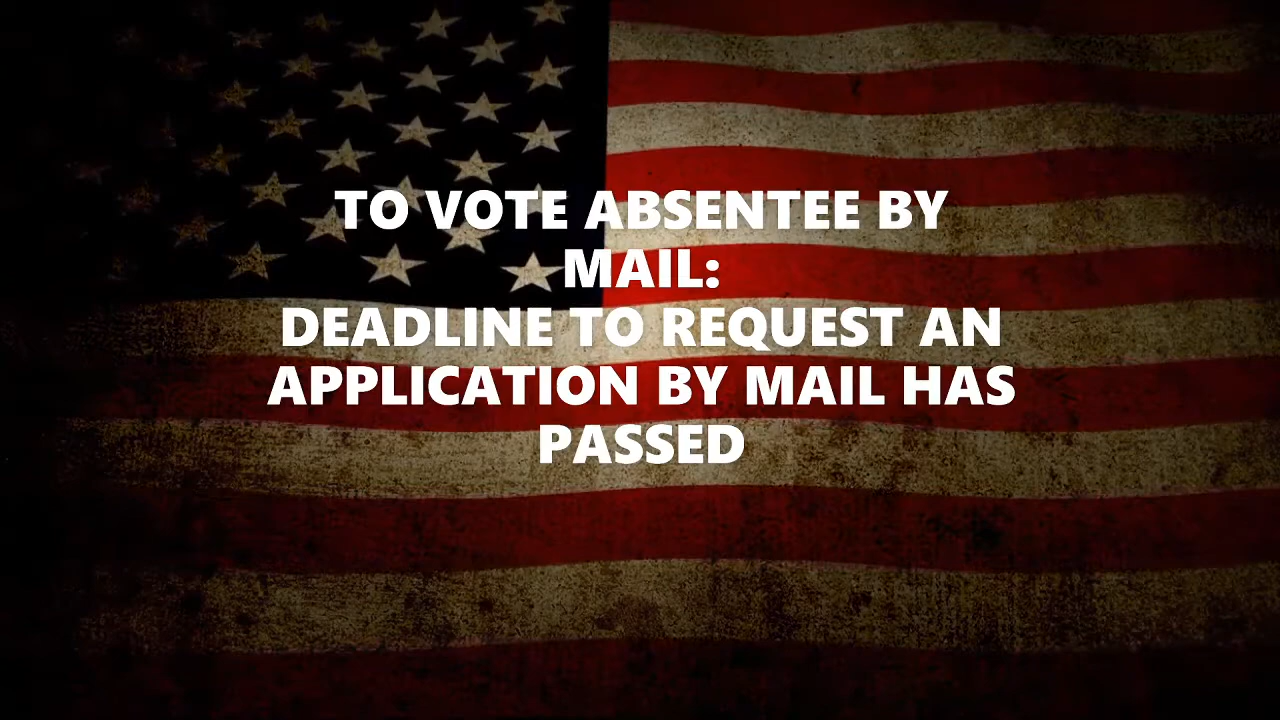 TO VOTE ABSENTEE BY
MAIL:
DEADLINE TO REQUEST AN
APPLICATION BY MAIL HAS
PASSED